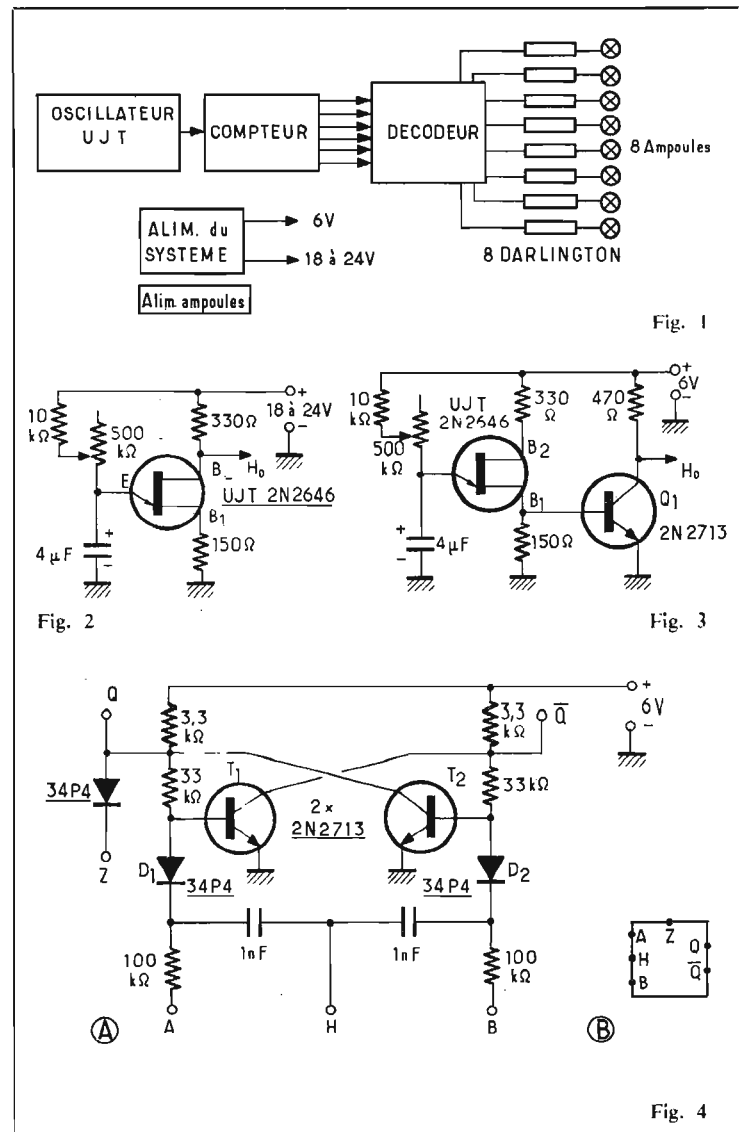 OSCILLATEUR
UJT
COMPTEUR
DECODEUR
8 Ampoules
ALIM. du
SYSTEME
6V
18 à 24V
8 DARLINGTON
Alim. ampoules
Fig. 1
10
kΩ
500
kΩ
330Ω
+
18 à 24V
-
H₀
E
B
B1
UJT 2N2646
4µF
+
-
150Ω
Fig. 2
10
kΩ
500
kΩ
UJT
2N2646
330
Ω
470
Ω
+
6V
-
B2
B1
H₀
Q1
2N2713
4µF
+
-
150Ω
Fig. 3
Q
3,3
kΩ
3,3
kΩ
Q̅
+
6V
-
33
kΩ
T1
T2
33kΩ
34P4
2×
2N2713
Z
D1
34P4
34P4
D2
1nF
1nF
100
kΩ
100
kΩ
A
A
H
B
B
Z
A
H
B
Q
Q̅
Fig. 4